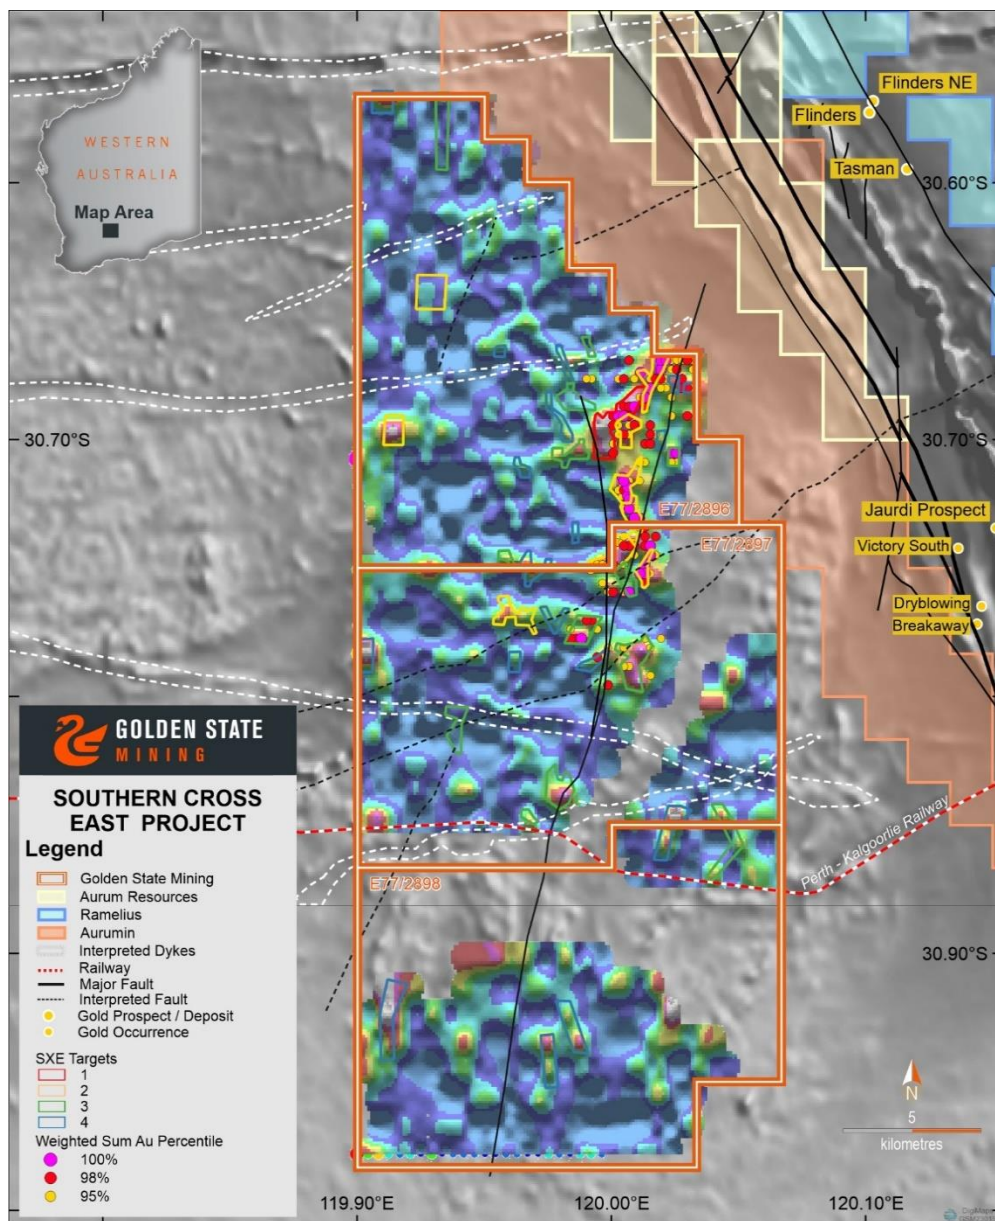 WESTERN
AUSTRALIA
Map Area
Flinders NE
Flinders
Tasman
30.60°S
30.70°S
30.70°S
E77/2896
E77/2897
Jaurdi Prospect
Victory South
Dryblowing
Breakaway
GOLDEN STATE
MINING
SOUTHERN CROSS
EAST PROJECT
Legend
Golden State Mining
Aurum Resources
Ramelius
Aurumin
Interpreted Dykes
Railway
Major Fault
Interpreted Fault
Gold Prospect / Deposit
Gold Occurrence
SXE Targets
1
2
3
4
Weighted Sum Au Percentile
100%
98%
95%
Perth - Kalgoorlie Railway
E77/2898
30.90°S
N
5
kilometres
119.90°E
120.00°E
120.10°E
DigiMaps